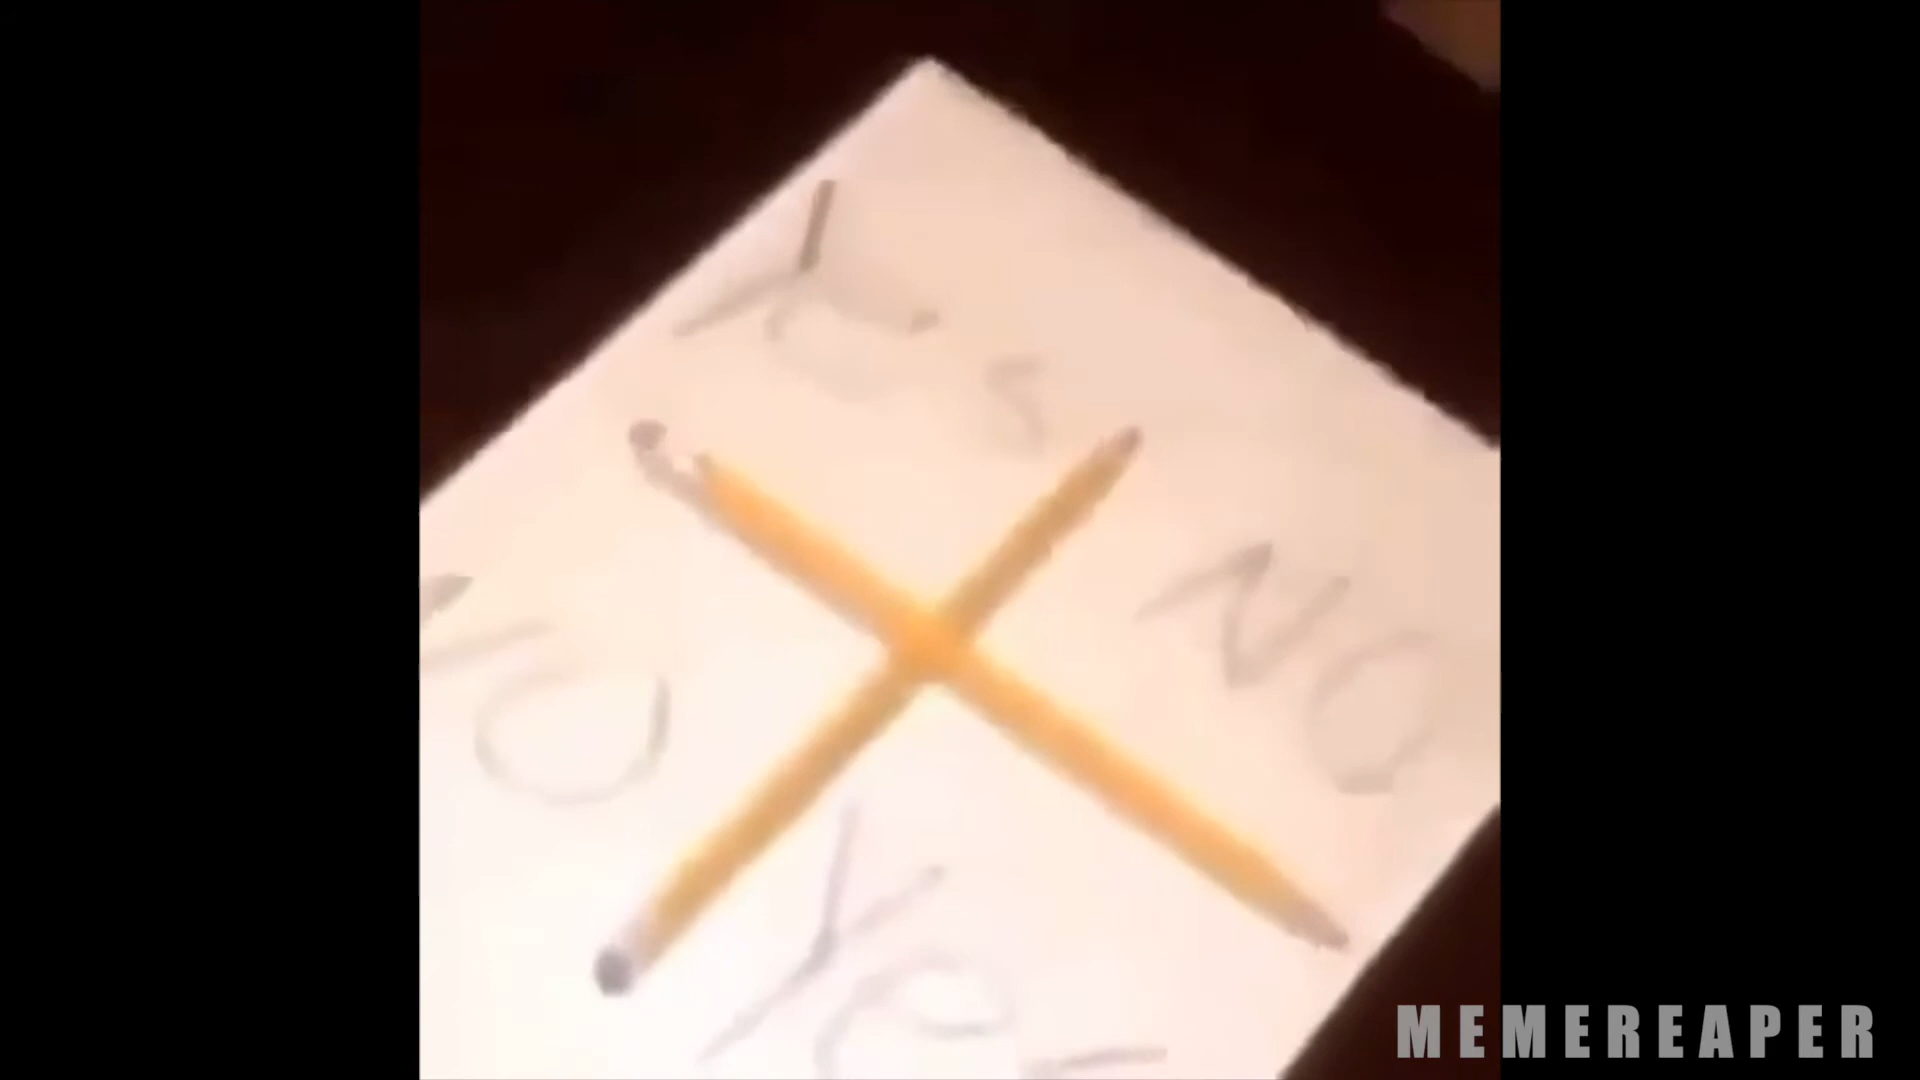 Yes
NO
NO
Yes
MEMEREAPER